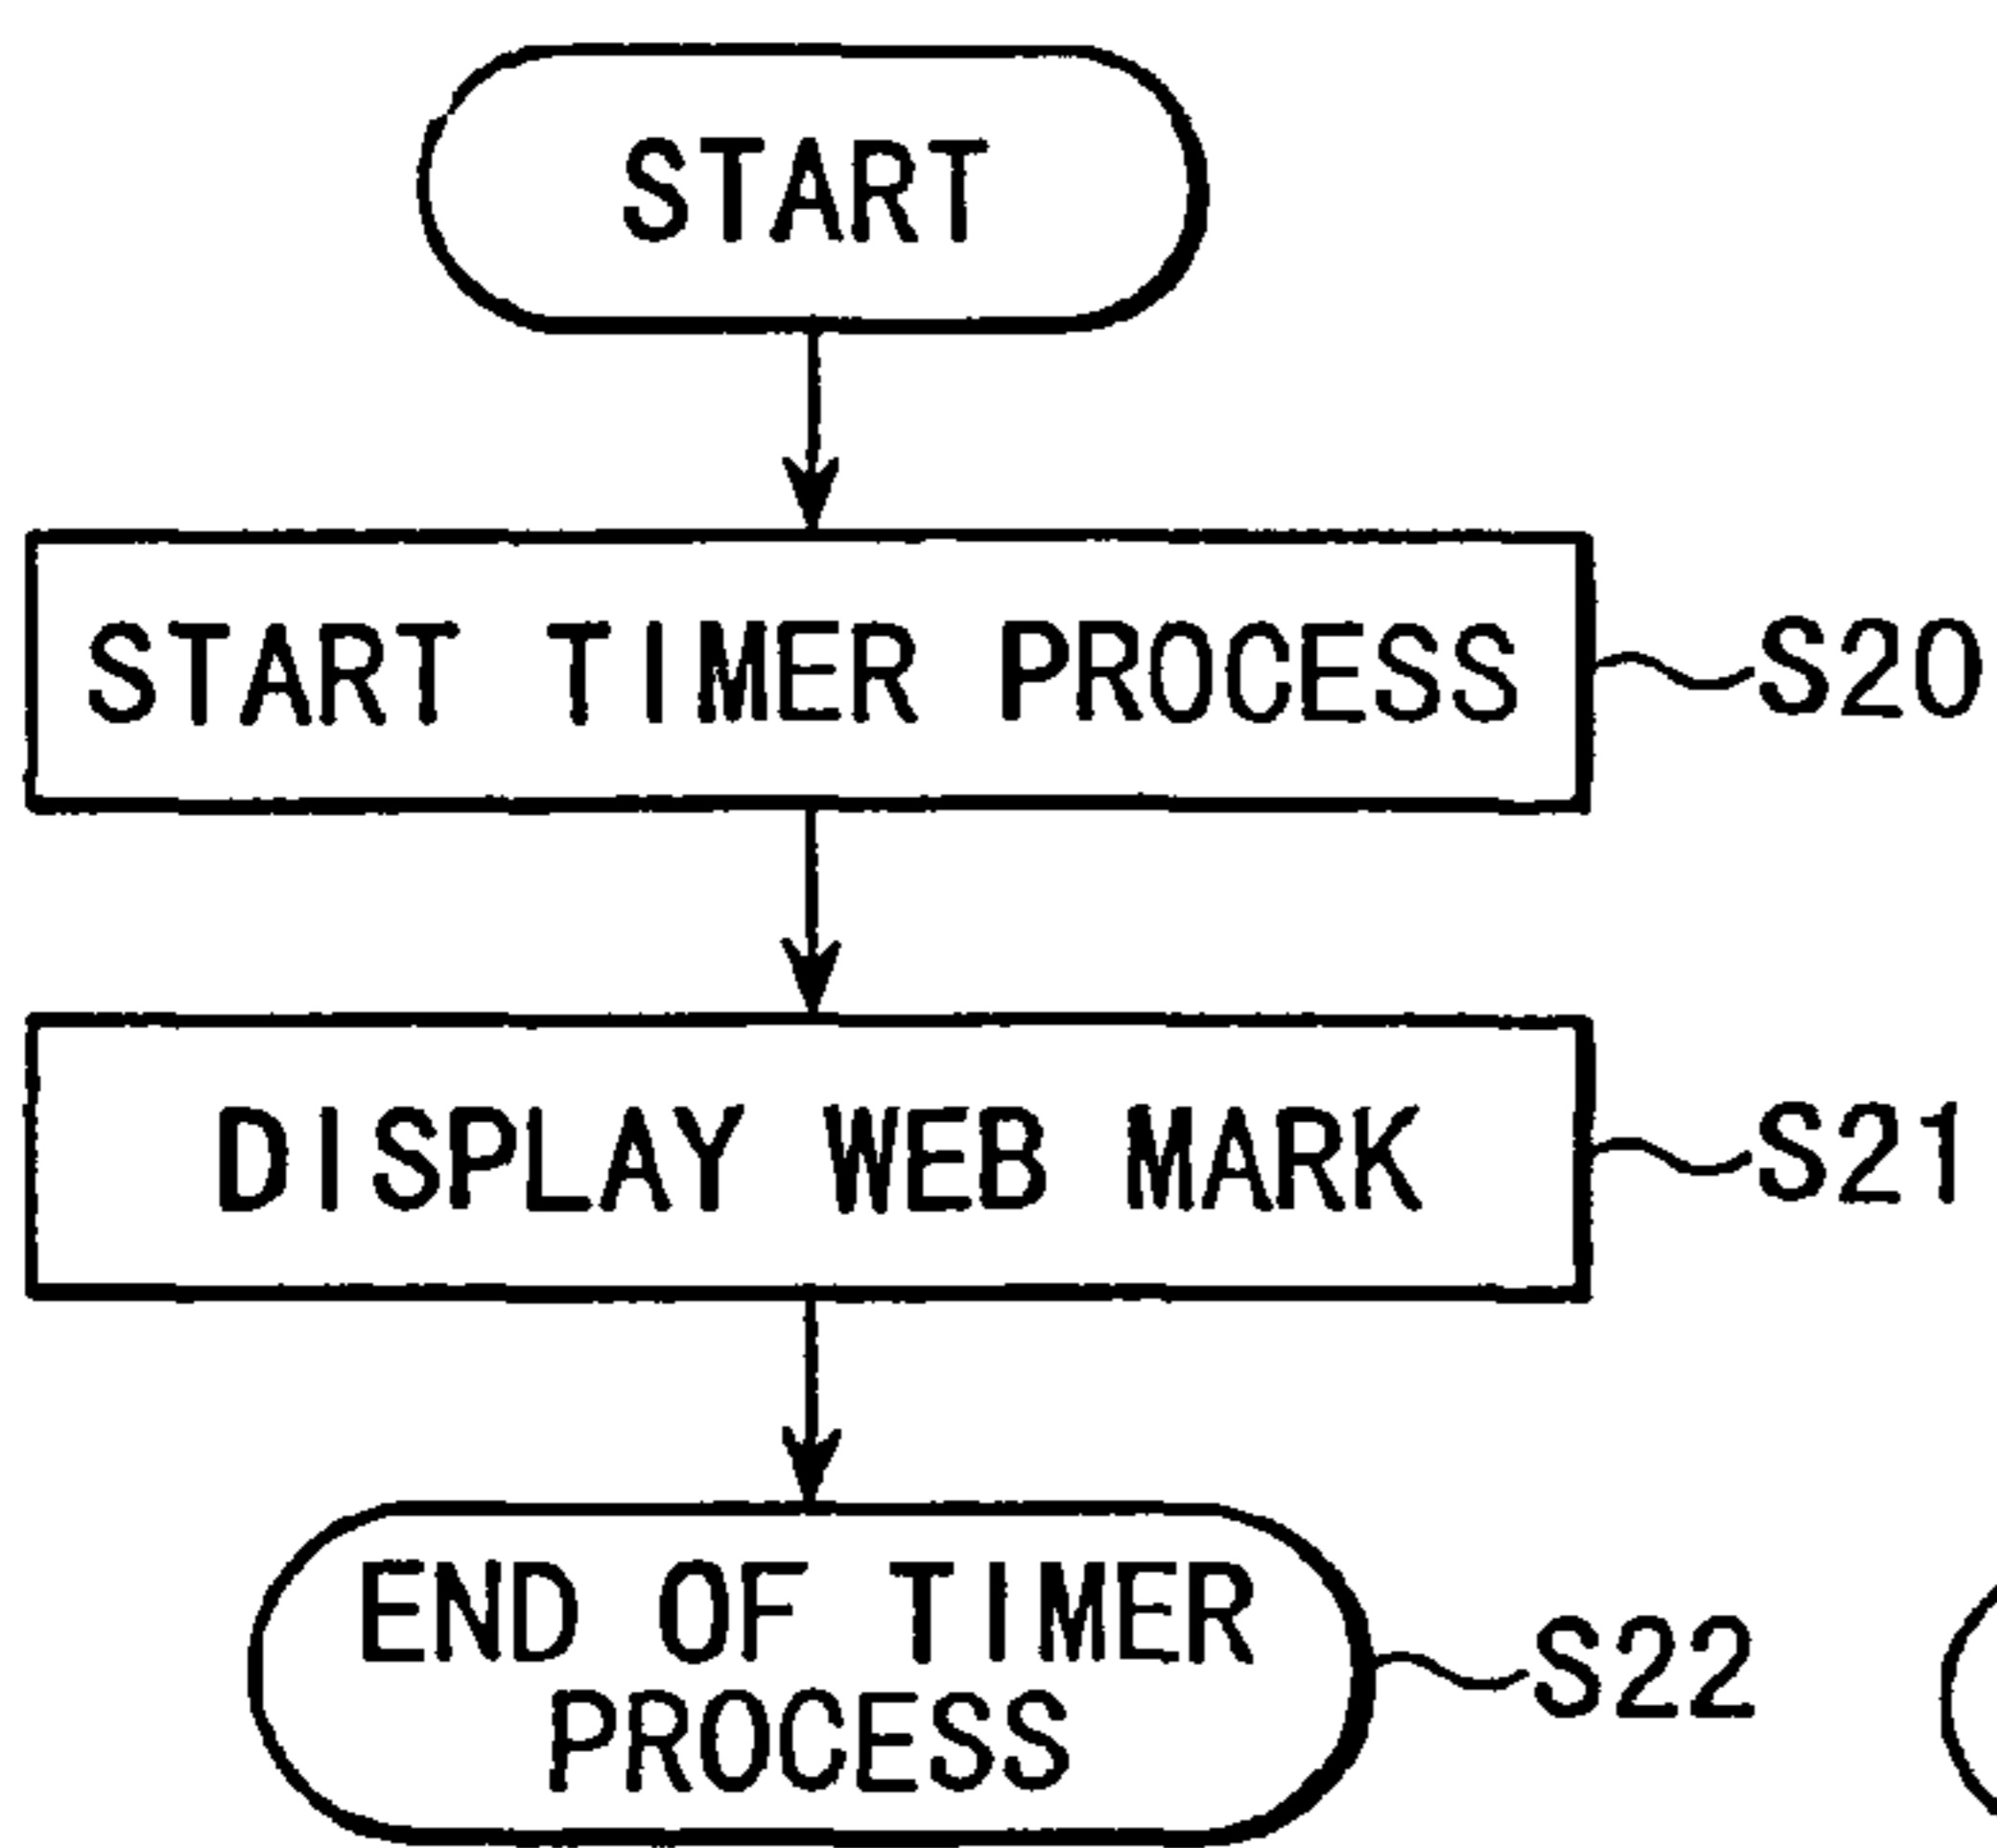 START
START TIMER PROCESS
S20
DISPLAY WEB MARK
S21
END OF TIMER
PROCESS
S22